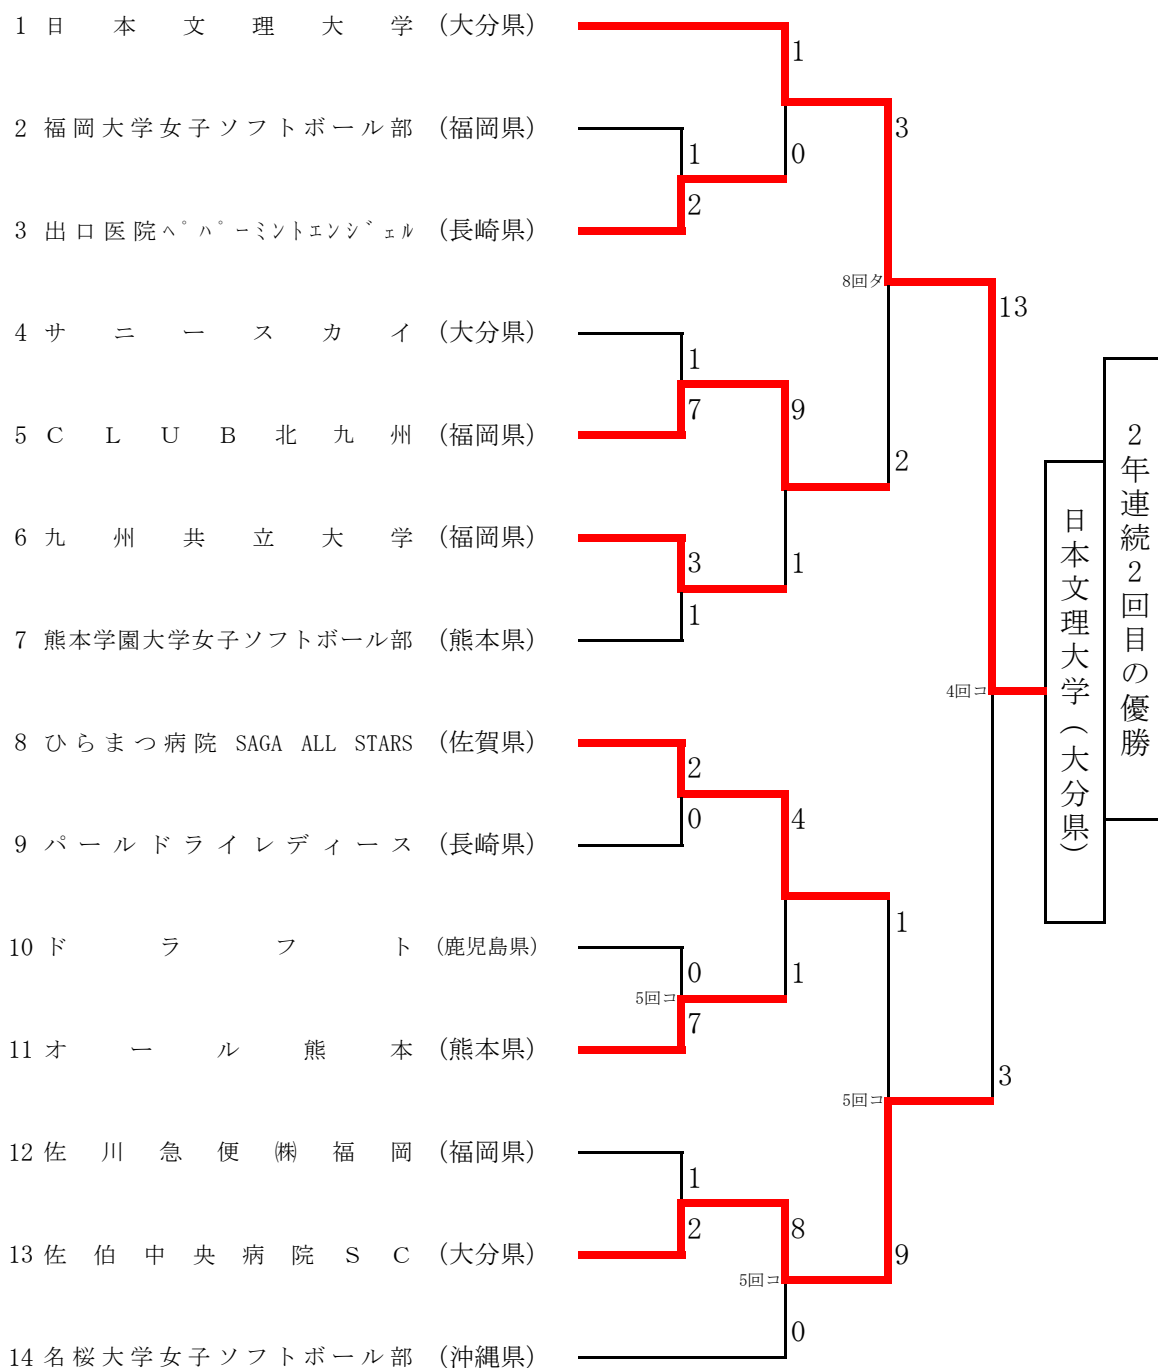 1 日本文理大学 (大分県)
1
2 福岡大学女子ソフトボール部 (福岡県)
3
1
0
2
3 出口医院ﾍﾟﾊﾟｰミントエンジェル (長崎県)
8回タ
13
4 サニースカイ (大分県)
1
7
9
5 CLUB北九州 (福岡県)
2
6 九州共立大学 (福岡県)
3
1
1
7 熊本学園大学女子ソフトボール部 (熊本県)
4回コ
日本文理大学(大分県)
2年連続2回目の優勝
8 ひらまつ病院 SAGA ALL STARS (佐賀県)
2
0
4
9 パールドライレディース (長崎県)
1
10 ドラフト (鹿児島県)
0
1
5回コ
7
11 オール熊本 (熊本県)
3
5回コ
12 佐川急便㈱福岡 (福岡県)
1
2
8
13 佐伯中央病院SC (大分県)
9
5回コ
0
14 名桜大学女子ソフトボール部 (沖縄県)